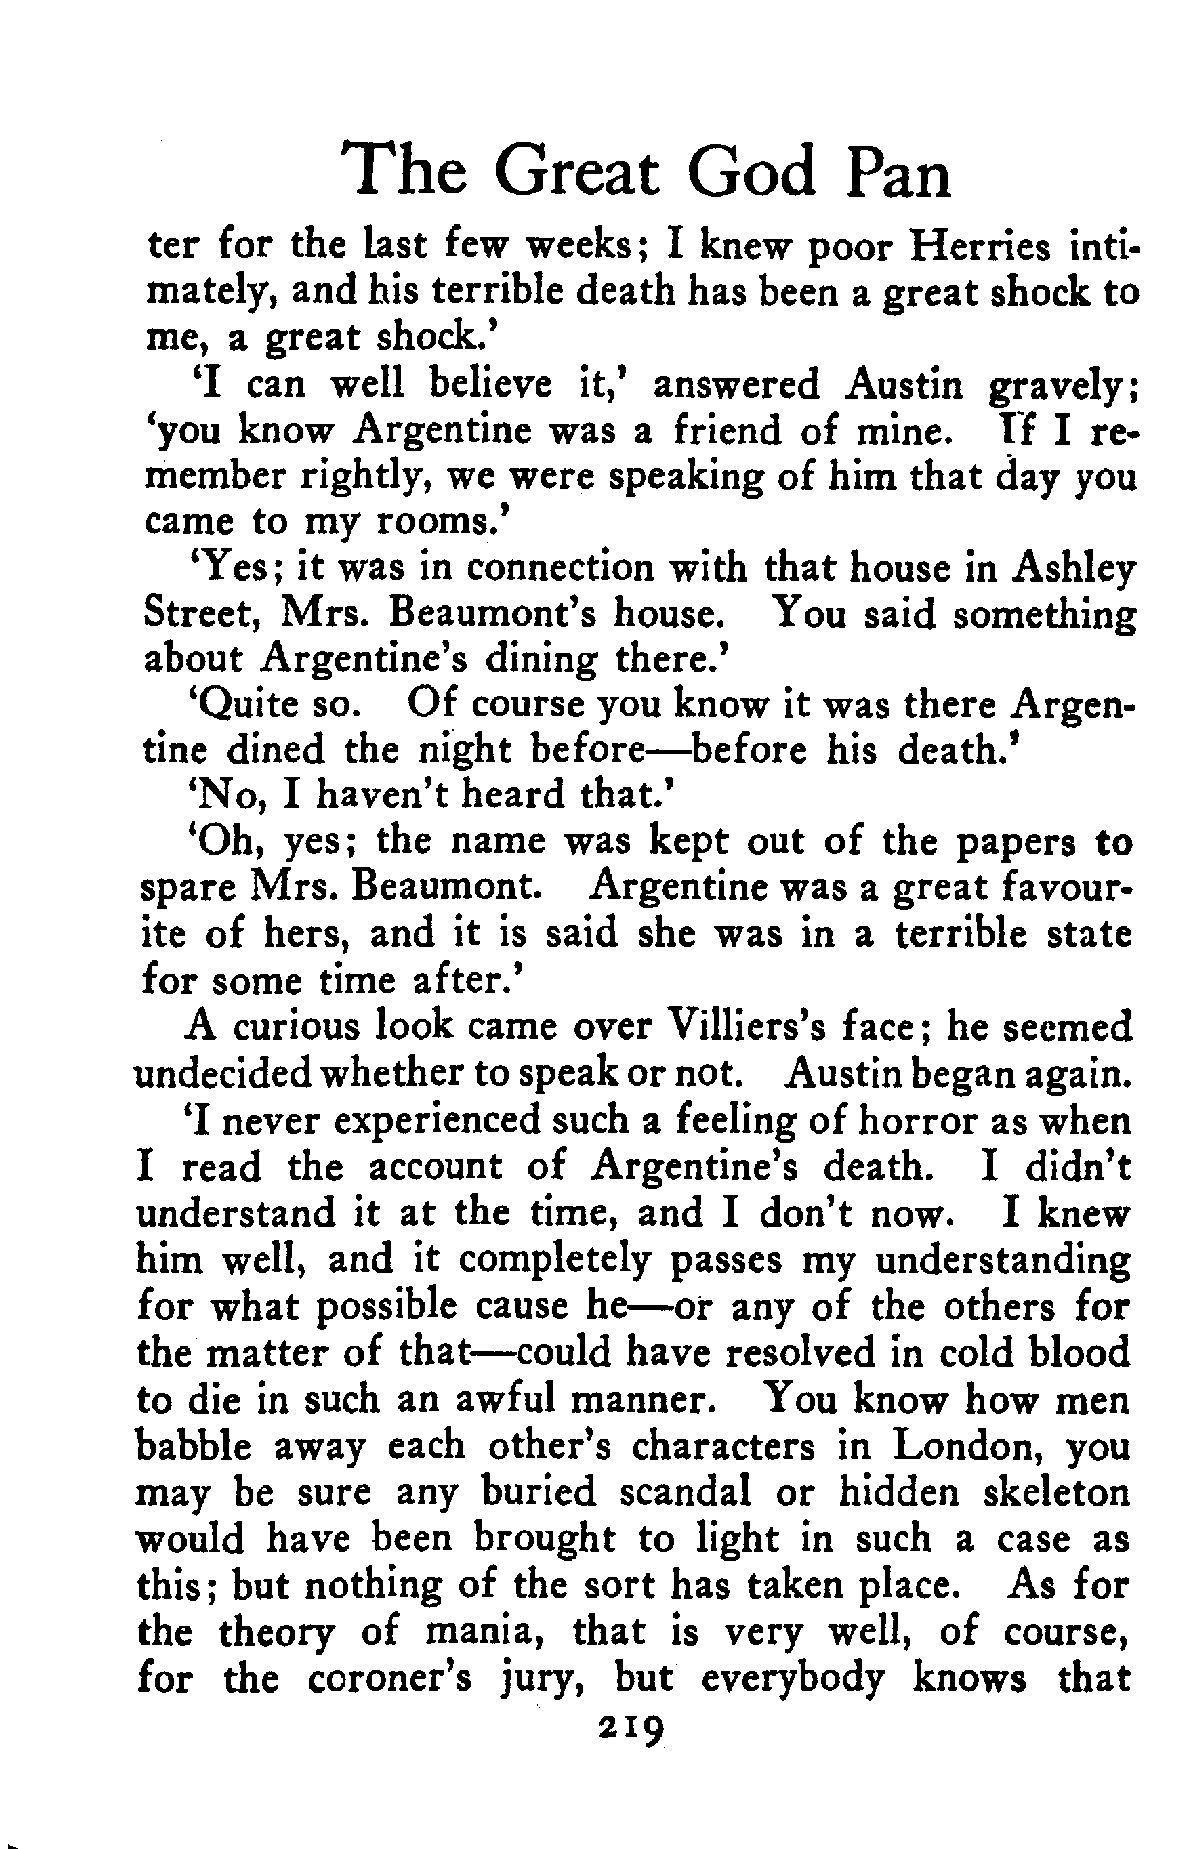 The Great God Pan
ter for the last few weeks; I knew poor Herries inti-
mately, and his terrible death has been a great shock to
me, a great shock.’
‘I can well believe it,’ answered Austin gravely;
‘you know Argentine was a friend of mine. If I re-
member rightly, we were speaking of him that day you
came to my rooms.’
‘Yes; it was in connection with that house in Ashley
Street, Mrs. Beaumont’s house. You said something
about Argentine’s dining there.’
‘Quite so. Of course you know it was there Argen-
tine dined the night before—before his death.’
‘No, I haven’t heard that.’
‘Oh, yes; the name was kept out of the papers to
spare Mrs. Beaumont. Argentine was a great favour-
ite of hers, and it is said she was in a terrible state
for some time after.’
A curious look came over Villiers’s face; he seemed
undecided whether to speak or not. Austin began again.
‘I never experienced such a feeling of horror as when
I read the account of Argentine’s death. I didn’t
understand it at the time, and I don’t now. I knew
him well, and it completely passes my understanding
for what possible cause he—or any of the others for
the matter of that—could have resolved in cold blood
to die in such an awful manner. You know how men
babble away each other’s characters in London, you
may be sure any buried scandal or hidden skeleton
would have been brought to light in such a case as
this; but nothing of the sort has taken place. As for
the theory of mania, that is very well, of course,
for the coroner’s jury, but everybody knows that
219